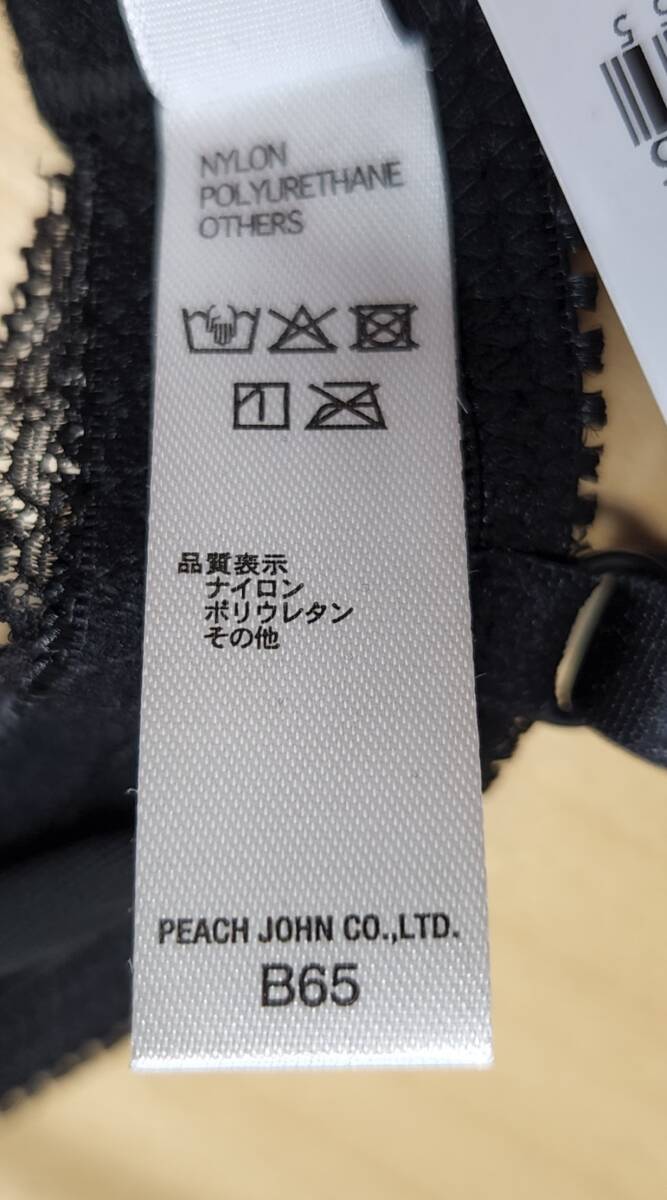 5
NYLON
POLYURETHANE
OTHERS
品質表示
ナイロン
ポリウレタン
その他
PEACH JOHN CO.,LTD.
B65